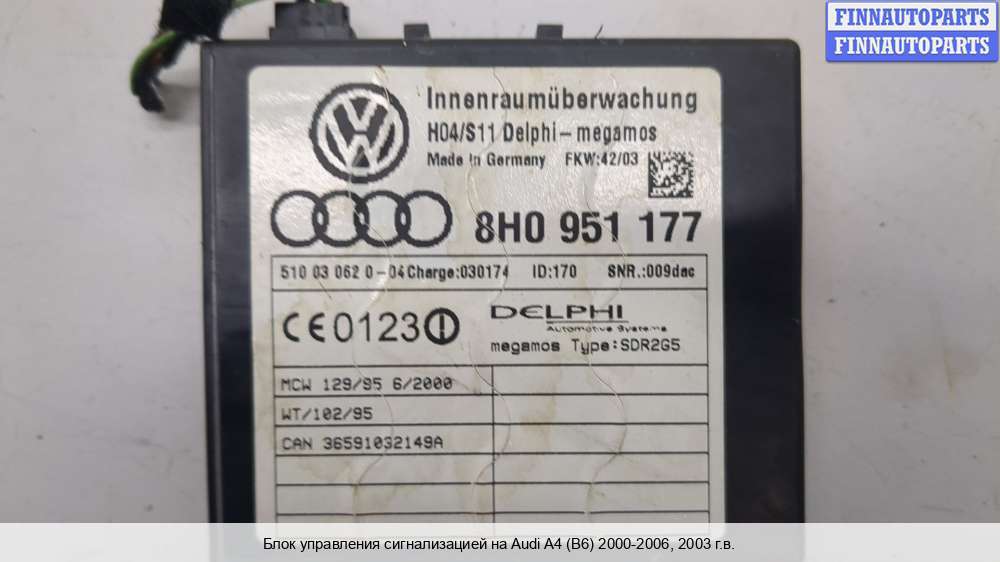 FINNAUTOPARTS
FINNAUTOPARTS
Innenraumüberwachung
H04/S11 Delphi-megamos
Made in Germany FKW:42/03
8H0 951 177
510 03 062 0-04 Charge:030174 ID:170 SNR.:009dac
CE0123
DELPHI
Automotive Systems
megamos Type:SDR2G5
MCW 129/95 6/2000
WT/102/95
CAN 36591032149A
Блок управления сигнализацией на Audi A4 (B6) 2000-2006, 2003 г.в.